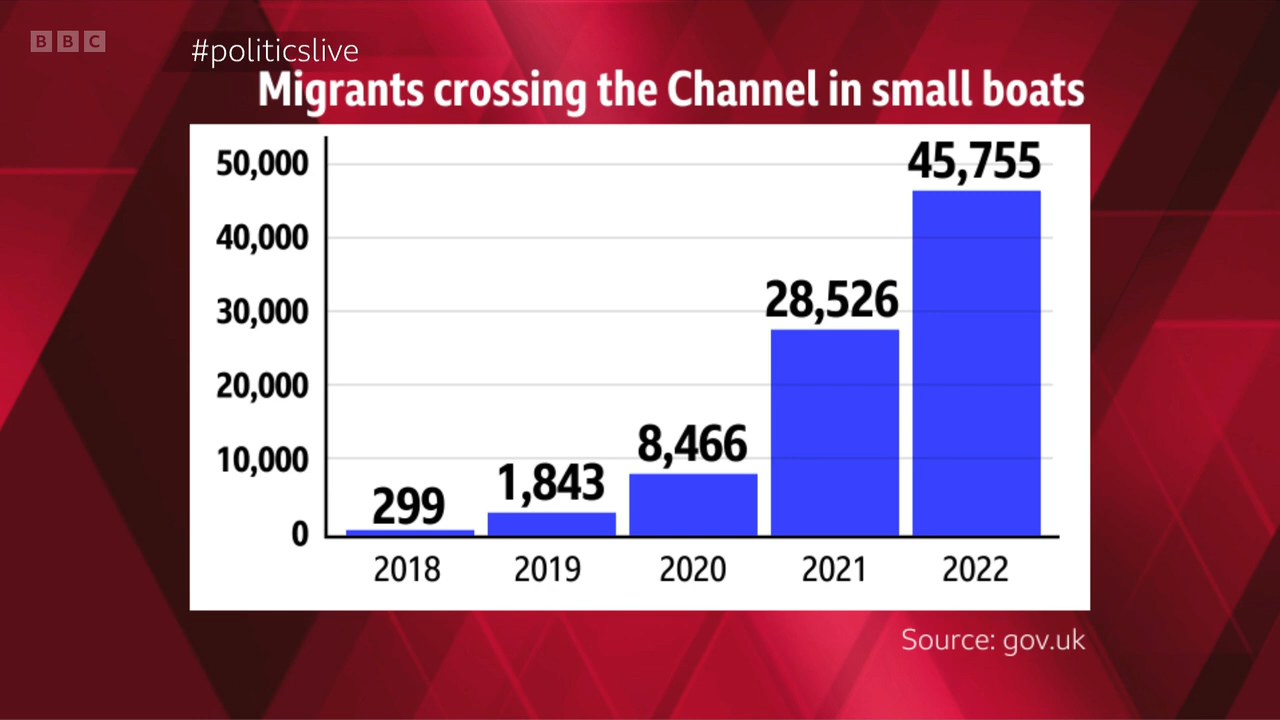 BBC
#politicslive
Migrants crossing the Channel in small boats
50,000
40,000
30,000
20,000
10,000
0
299
1,843
8,466
28,526
45,755
2018 2019 2020 2021 2022
Source: gov.uk